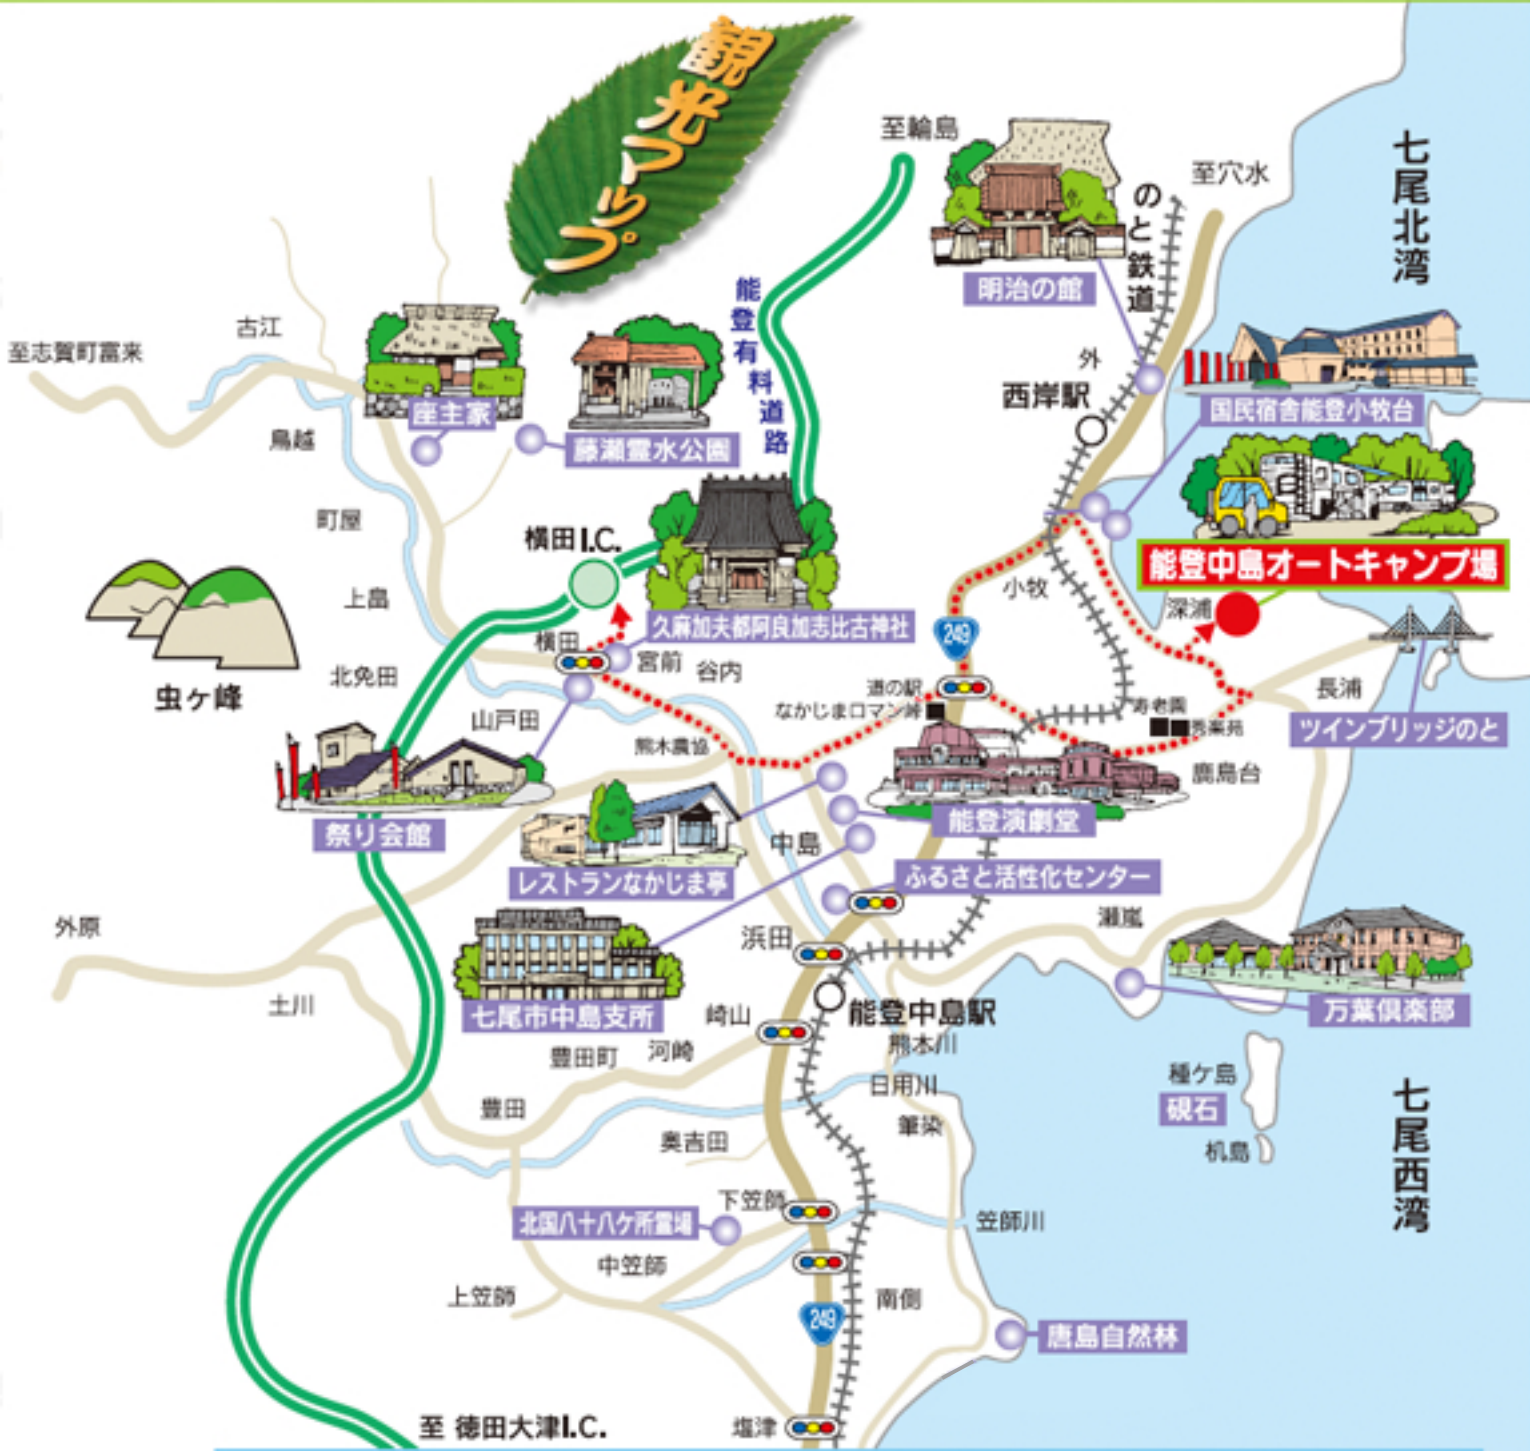 観光マップ
至輪島
至穴水
七尾北湾
のと鉄道
明治の館
能登有料道路
古江
至志賀町富来
外
西岸駅
国民宿舎能登小牧台
座主家
藤瀬霊水公園
鳥越
町屋
横田I.C.
能登中島オートキャンプ場
小牧
深浦
上畠
久麻加夫都阿良加志比古神社
横田
宮前
谷内
249
虫ヶ峰
北免田
山戸田
道の駅
なかじまロマン峠
寿老園
秀楽苑
長浦
ツインブリッジのと
熊木農協
鹿島台
祭り会館
能登演劇堂
中島
レストランなかじま亭
ふるさと活性化センター
瀬嵐
外原
浜田
土川
七尾市中島支所
崎山
能登中島駅
万葉倶楽部
豊田町
河崎
熊木川
日用川
種ケ島
硯石
机島
七尾西湾
豊田
筆染
奥吉田
下笠師
北国八十八ケ所霊場
笠師川
中笠師
上笠師
南側
249
唐島自然林
至 徳田大津I.C.
塩津